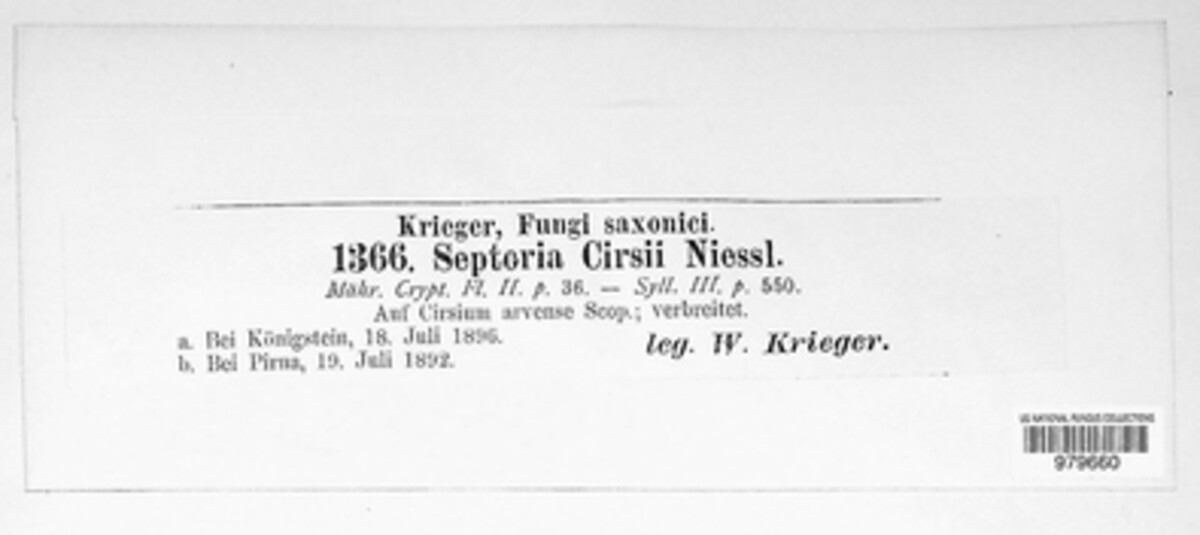 Krieger, Fungi saxonici.
1366. Septoria Cirsii Niessl.
Mähr. Crypt. Fl. II. p. 36. — Syll. III. p. 550.
Auf Cirsium arvense Scop.; verbreitet.
a. Bei Königstein, 18. Juli 1896.
b. Bei Pirna, 19. Juli 1892.
leg. W. Krieger.
US NATIONAL FUNGUS COLLECTIONS
979660